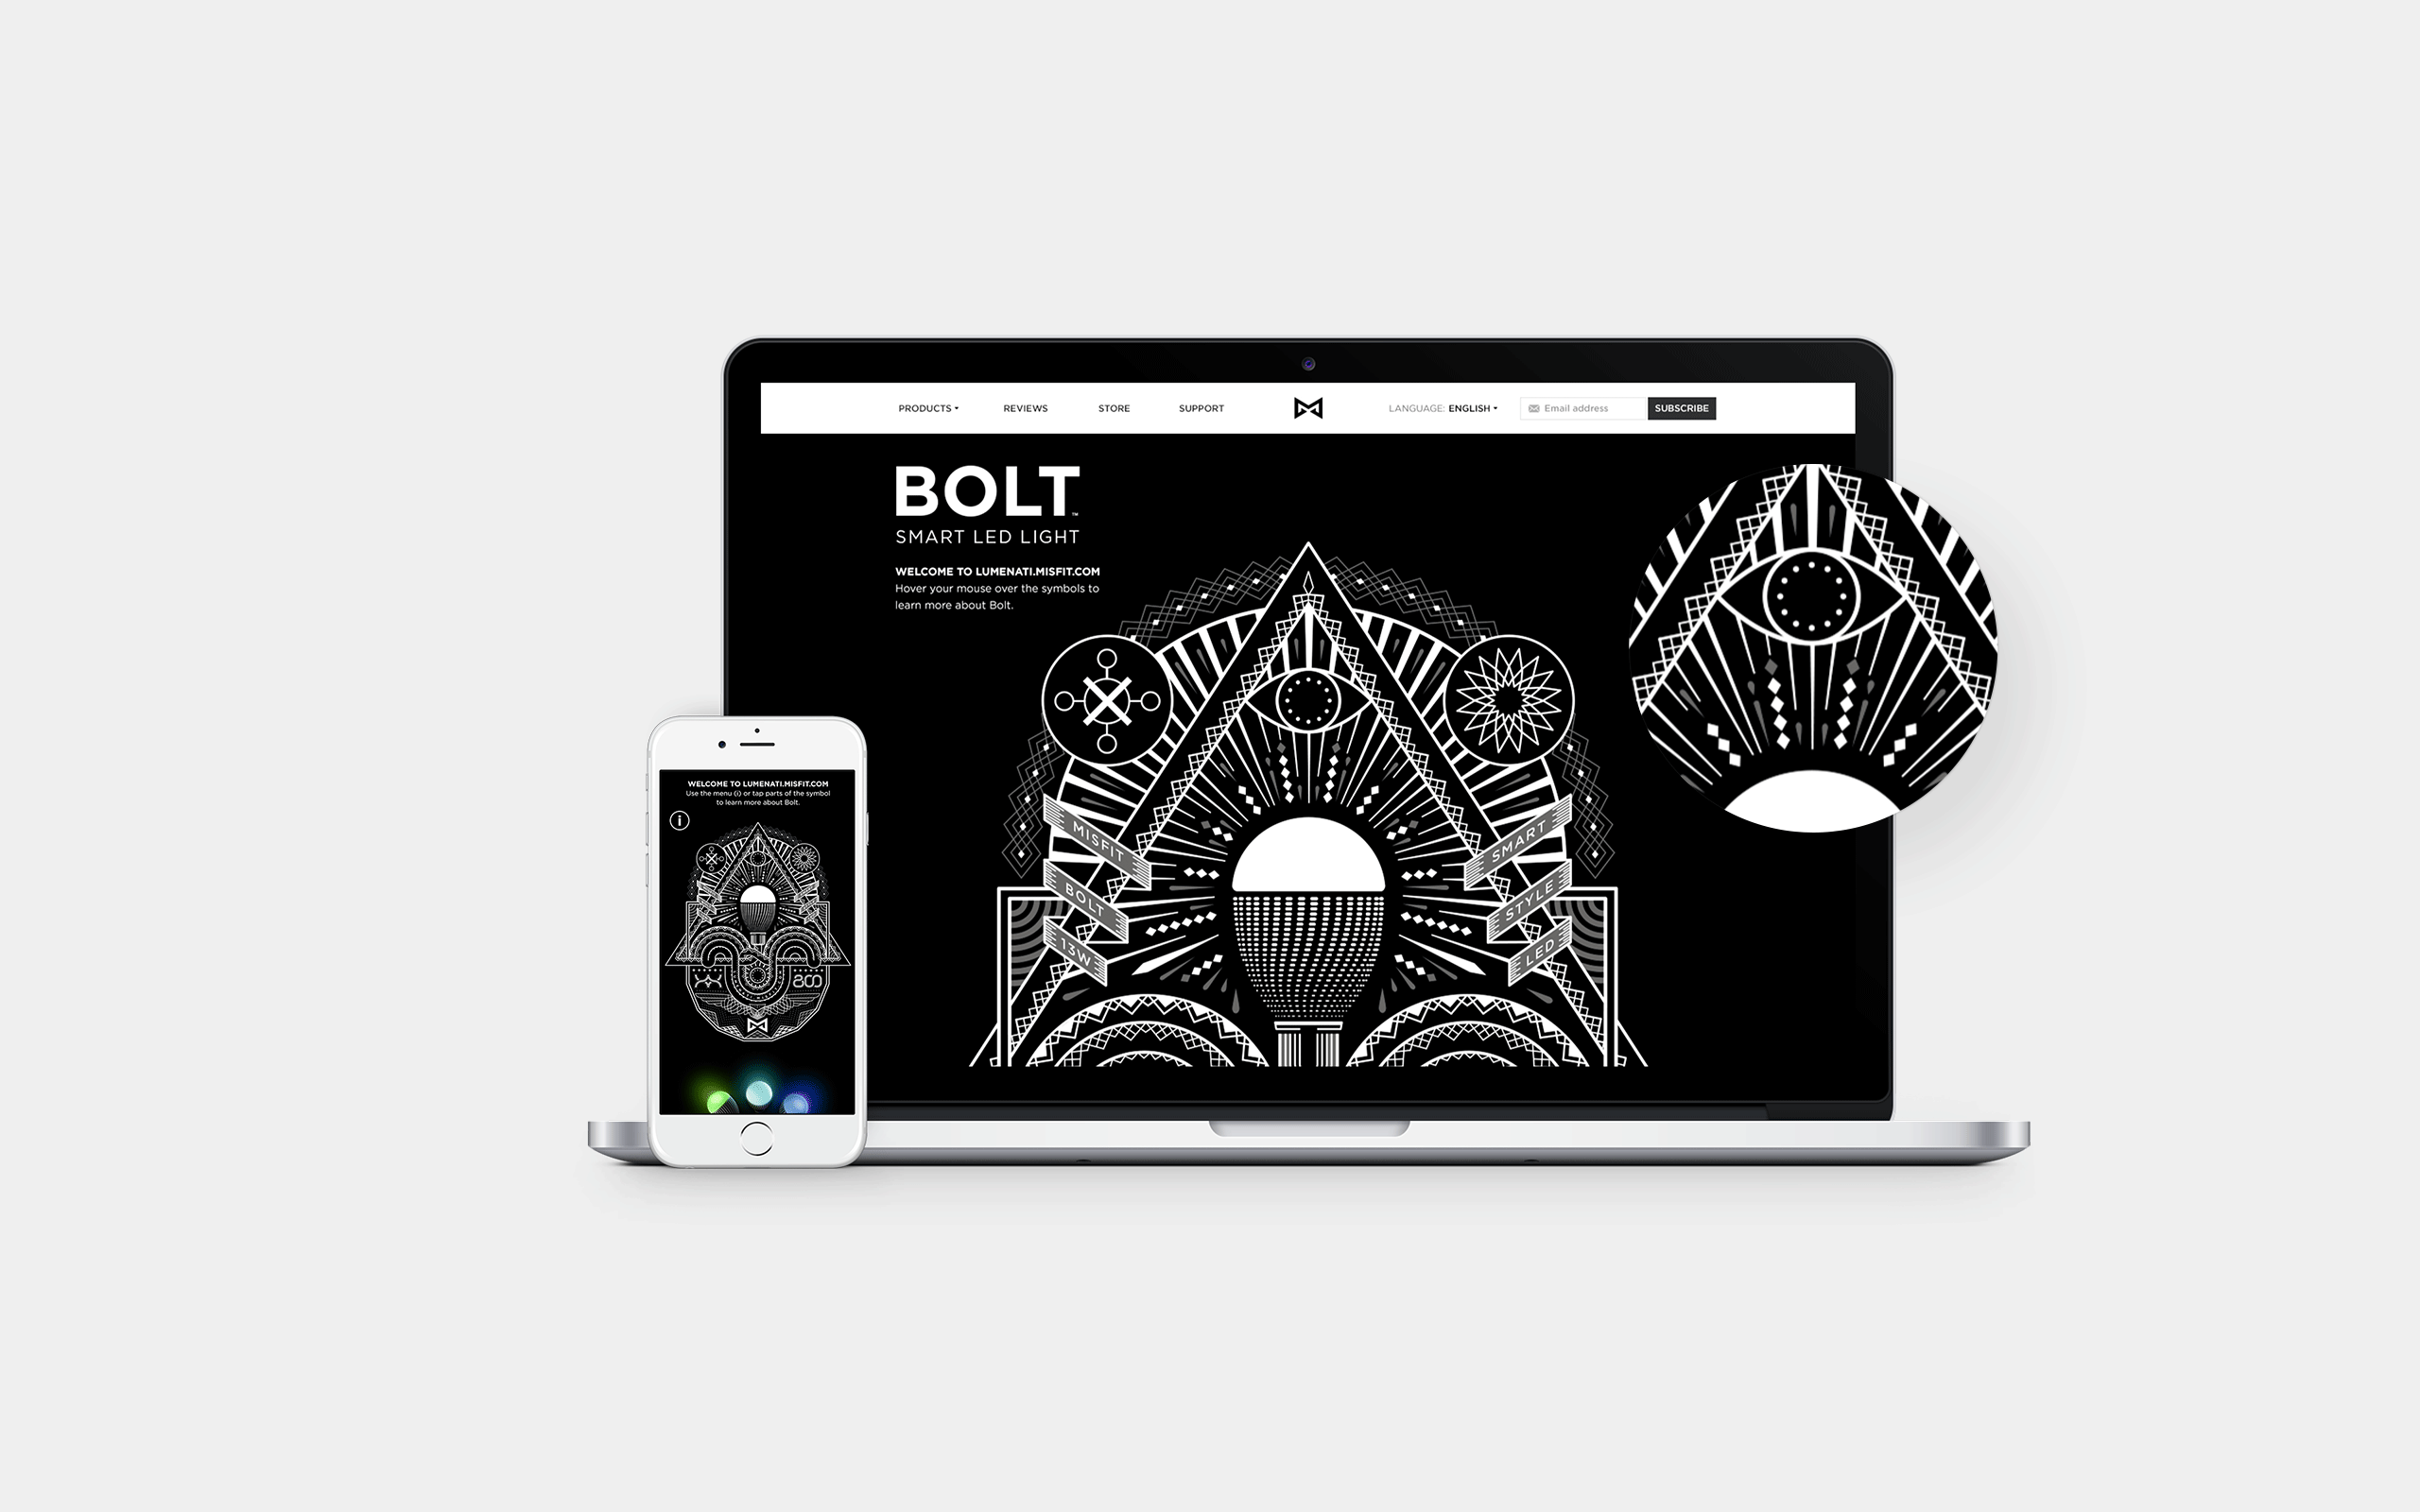 PRODUCTS
REVIEWS
STORE
SUPPORT
LANGUAGE: ENGLISH
Email address
SUBSCRIBE
BOLT™
SMART LED LIGHT
WELCOME TO LUMENATI.MISFIT.COM
Hover your mouse over the symbols to
learn more about Bolt.
MISFIT
BOLT
13W
SMART
STYLE
LED
WELCOME TO LUMENATI.MISFIT.COM
Use the menu (i) or tap parts of the symbol
to learn more about Bolt.
i
800